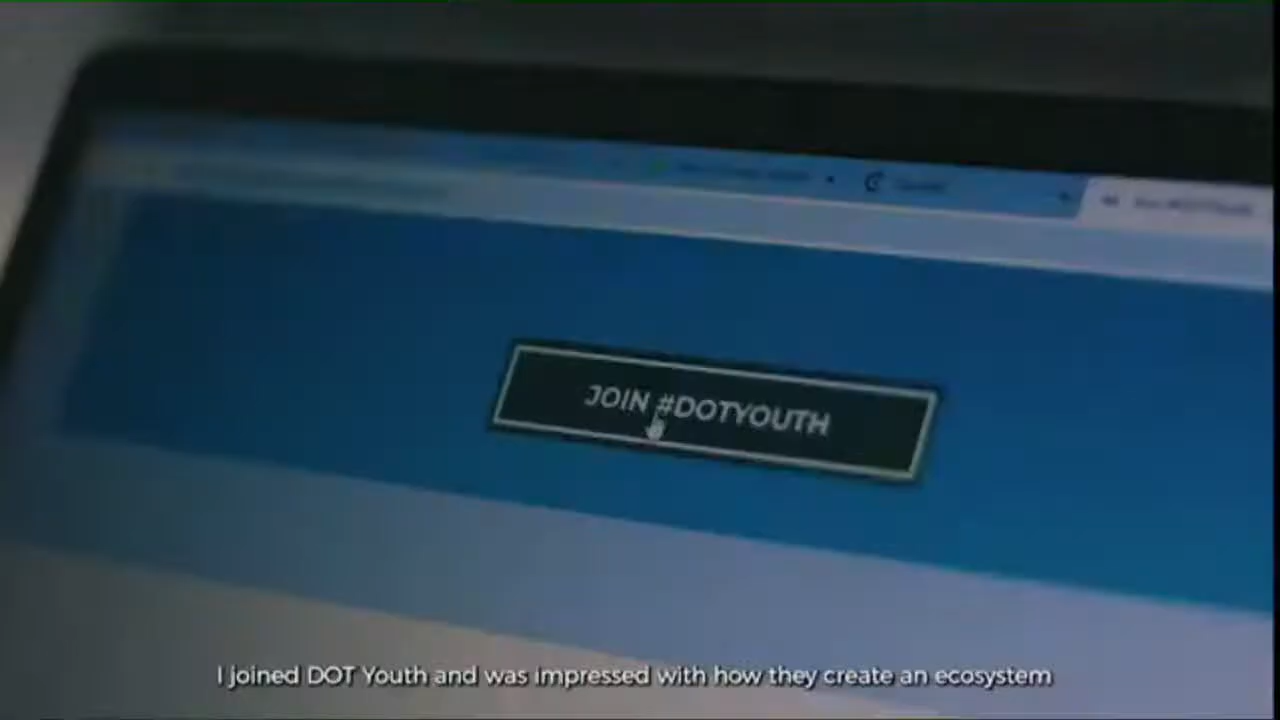 JOIN #DOTYOUTH
I joined DOT Youth and was impressed with how they create an ecosystem